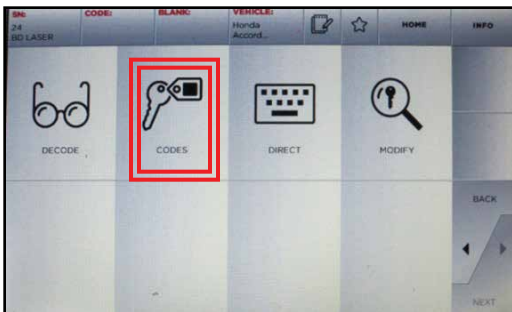 SN:
24
BD LASER
CODE:
BLANK:
VEHICLE:
Honda
Accord...
HOME
INFO
DECODE
CODES
DIRECT
MODIFY
BACK
NEXT